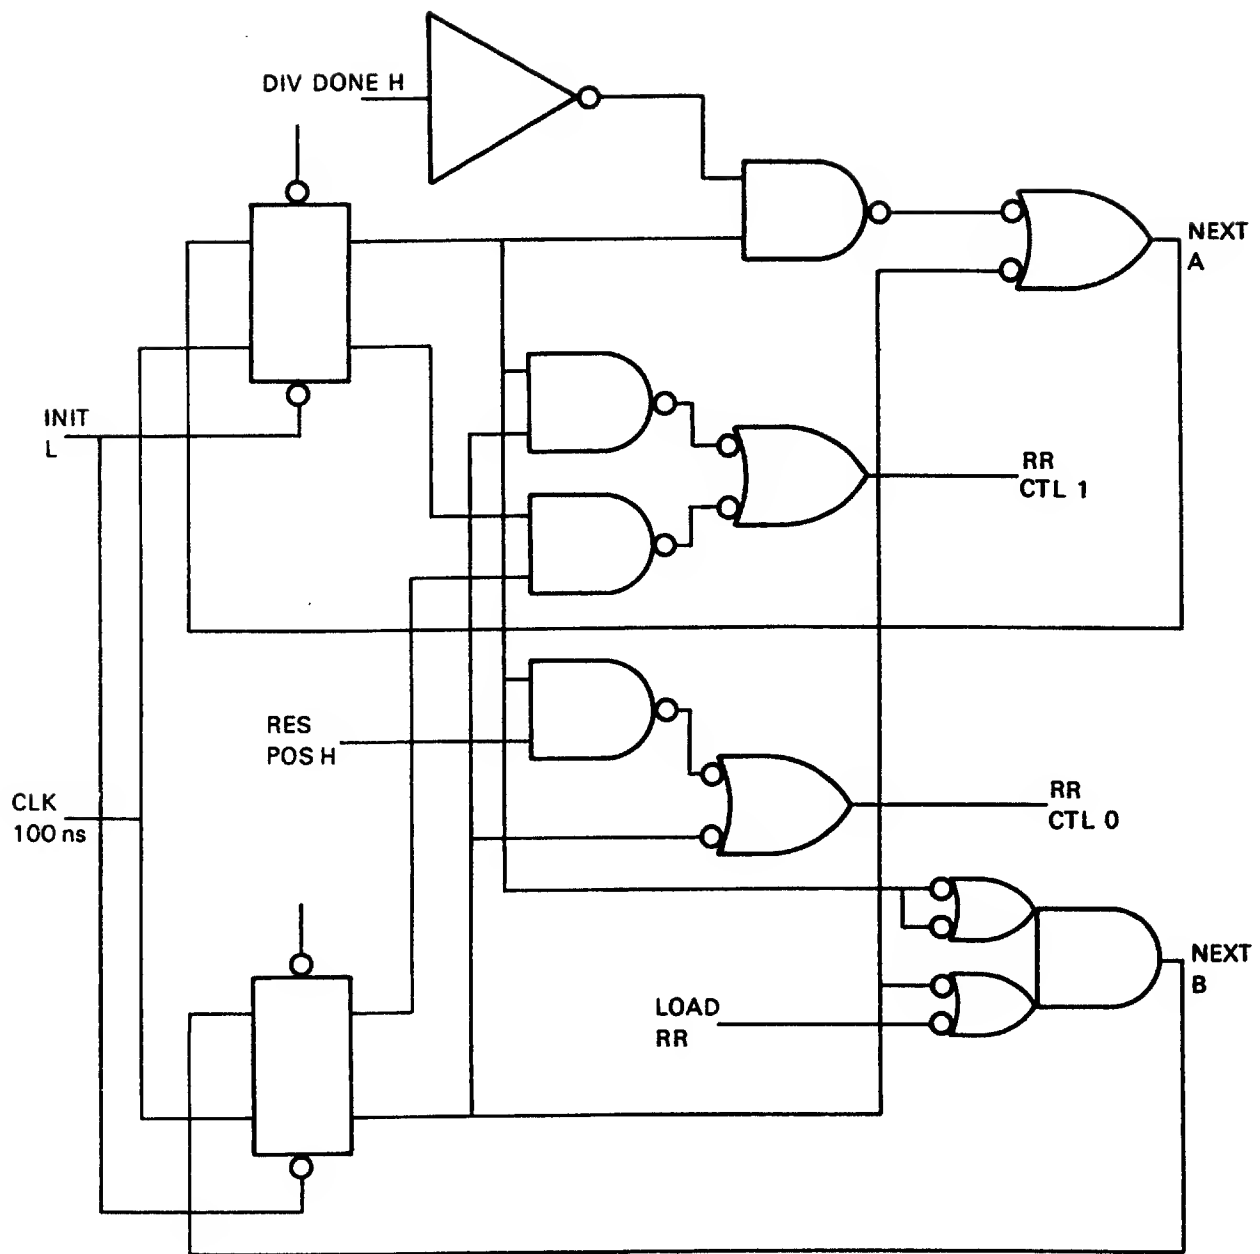 DIV DONE H
NEXT
A
INIT
L
RR
CTL 1
RES
POS H
CLK
100 ns
RR
CTL 0
NEXT
B
LOAD
RR